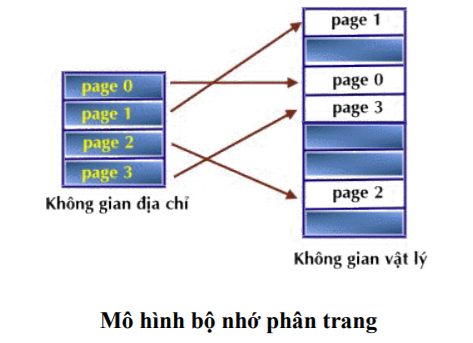 page 0
page 1
page 2
page 3
Không gian địa chỉ
page 1
page 0
page 3
page 2
Không gian vật lý
Mô hình bộ nhớ phân trang